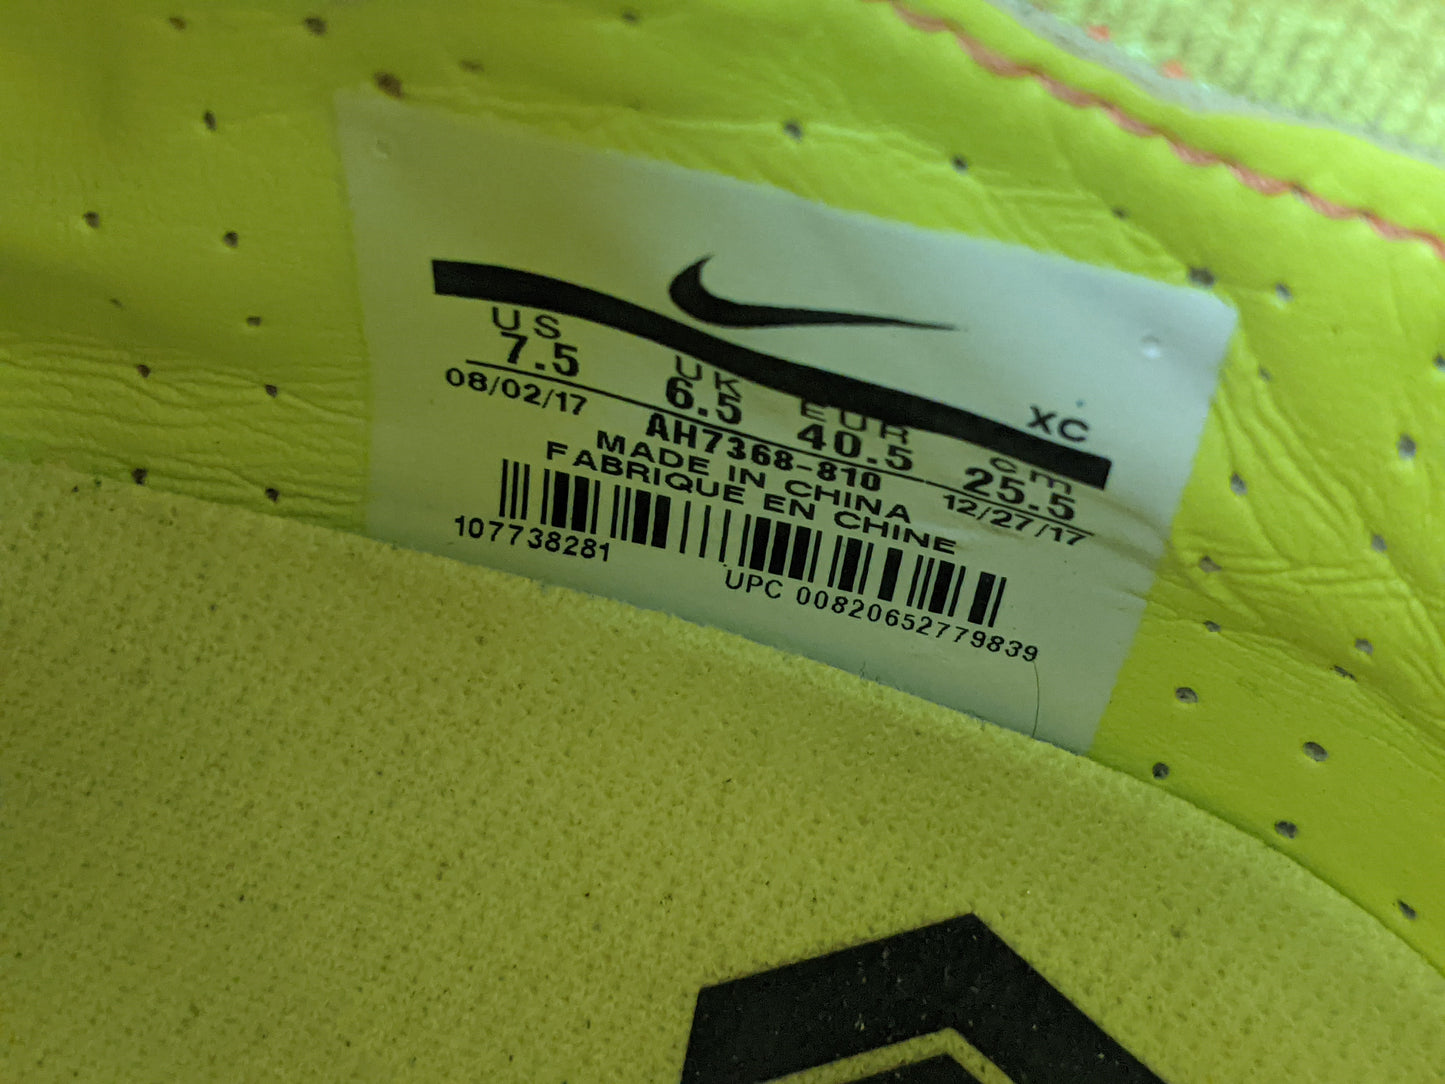 XC
US UK EUR cm
7.5 6.5 40.5 25.5
08/02/17 AH7368-810 12/27/17
MADE IN CHINA
FABRIQUE EN CHINE
107738281
UPC 00820652779839